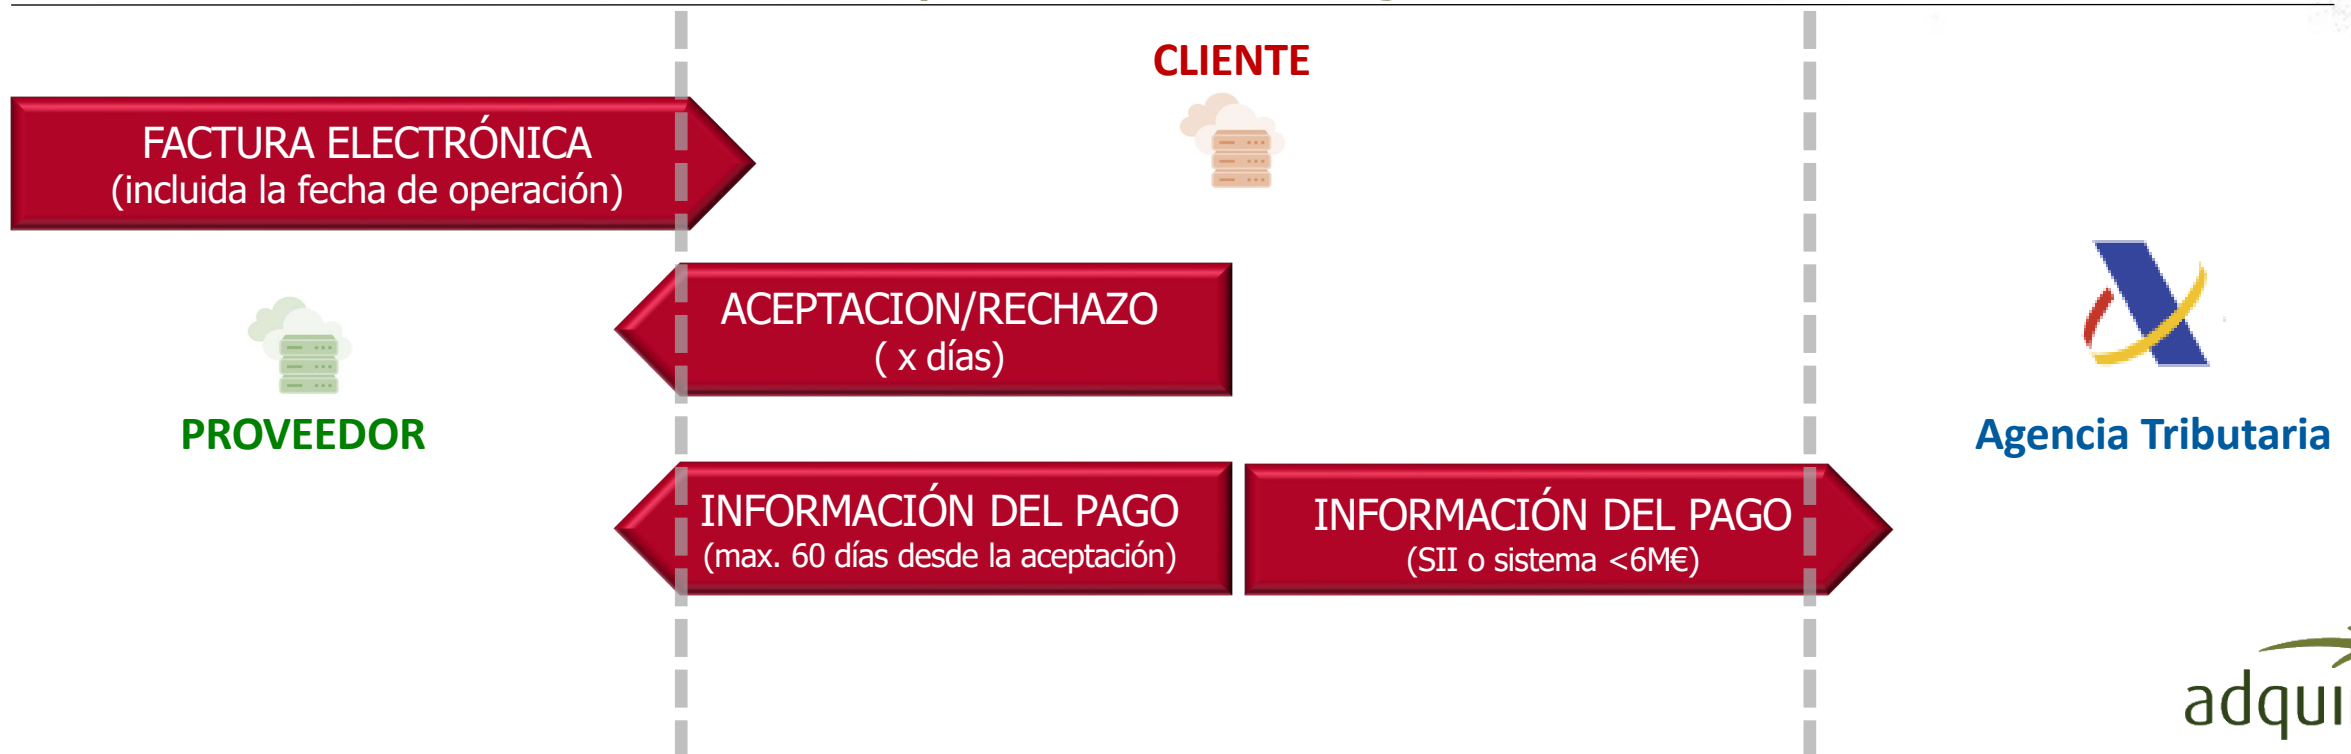 CLIENTE
FACTURA ELECTRÓNICA
(incluida la fecha de operación)
ACEPTACION/RECHAZO
( x días)
PROVEEDOR
Agencia Tributaria
INFORMACIÓN DEL PAGO
(max. 60 días desde la aceptación)
INFORMACIÓN DEL PAGO
(SII o sistema <6M€)
adqui